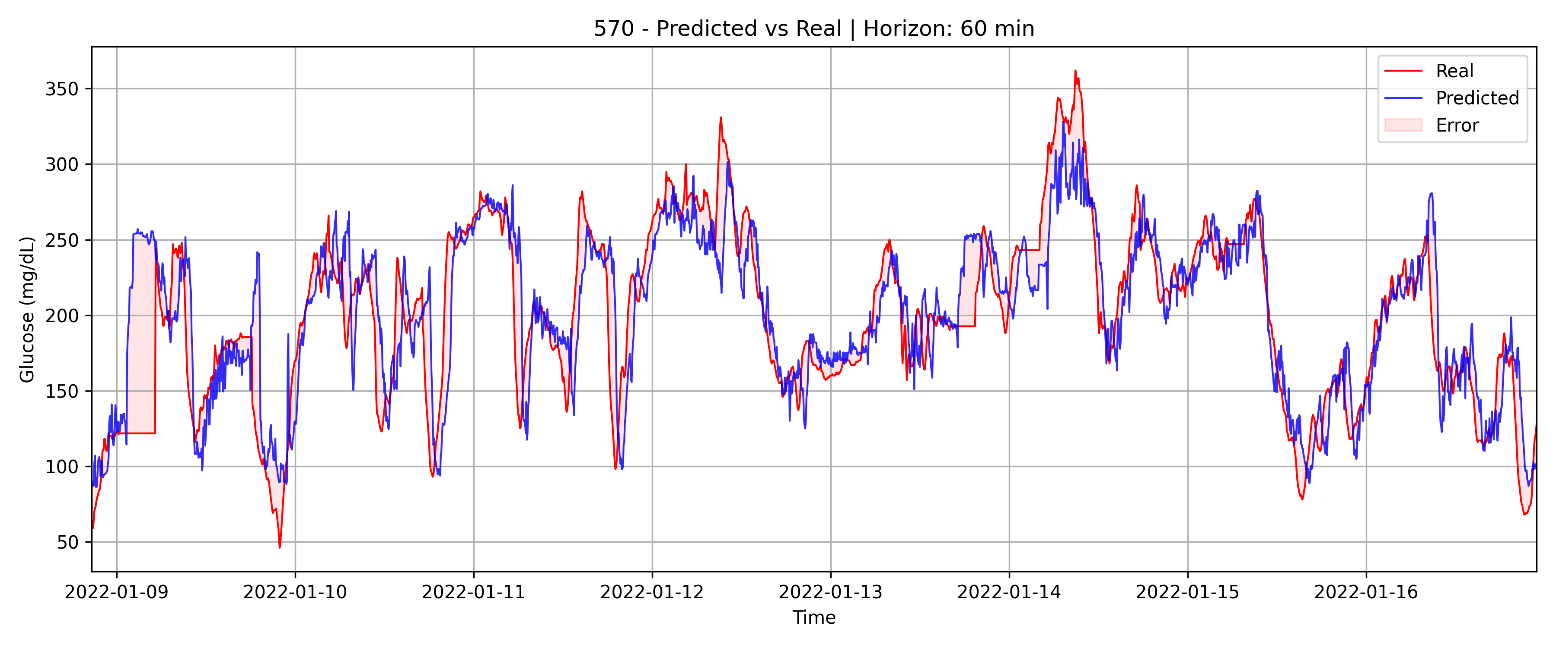 570 - Predicted vs Real | Horizon: 60 min
Real
Predicted
Error
Glucose (mg/dL)
350
300
250
200
150
100
50
2022-01-09 2022-01-10 2022-01-11 2022-01-12 2022-01-13 2022-01-14 2022-01-15 2022-01-16
Time